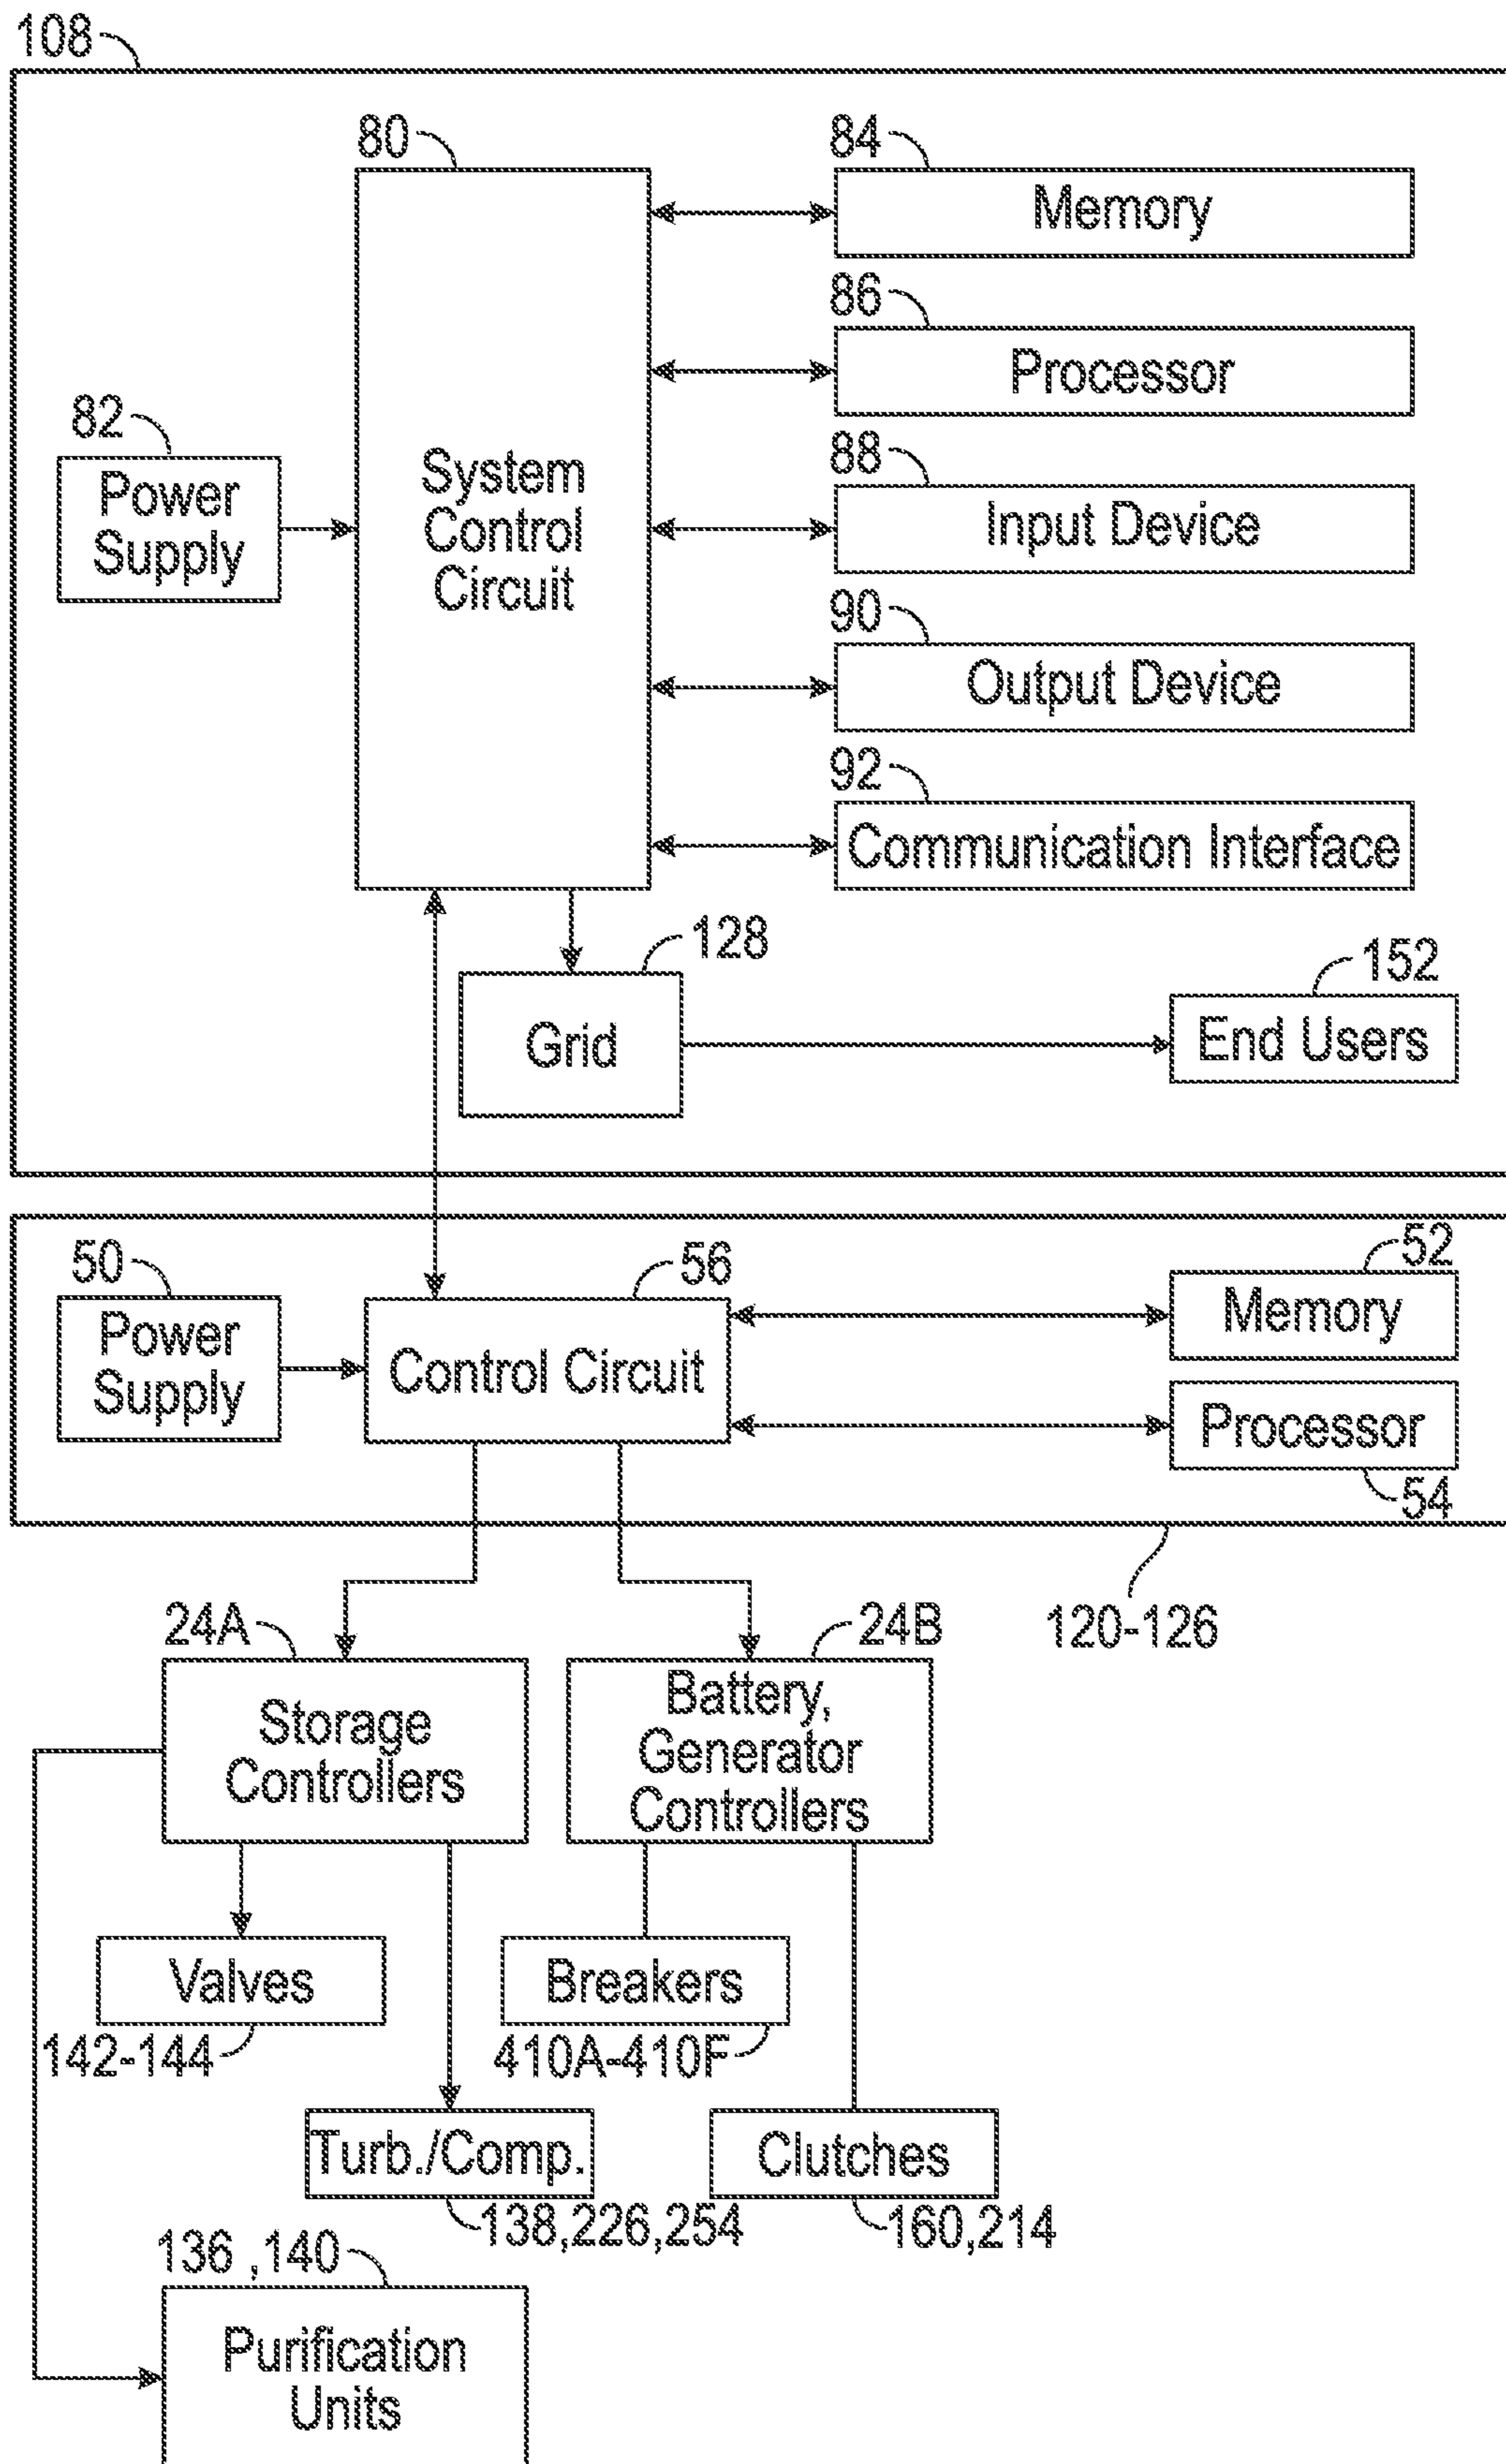 108
80
84
Memory
86
Processor
82
Power
Supply
System
Control
Circuit
88
Input Device
90
Output Device
92
Communication Interface
128
Grid
152
End Users
50
Power
Supply
56
Control Circuit
52
Memory
Processor
54
120-126
24A
Storage
Controllers
24B
Battery,
Generator
Controllers
Valves
142-144
Breakers
410A-410F
Turb./Comp.
138,226,254
Clutches
160,214
136 ,140
Purification
Units